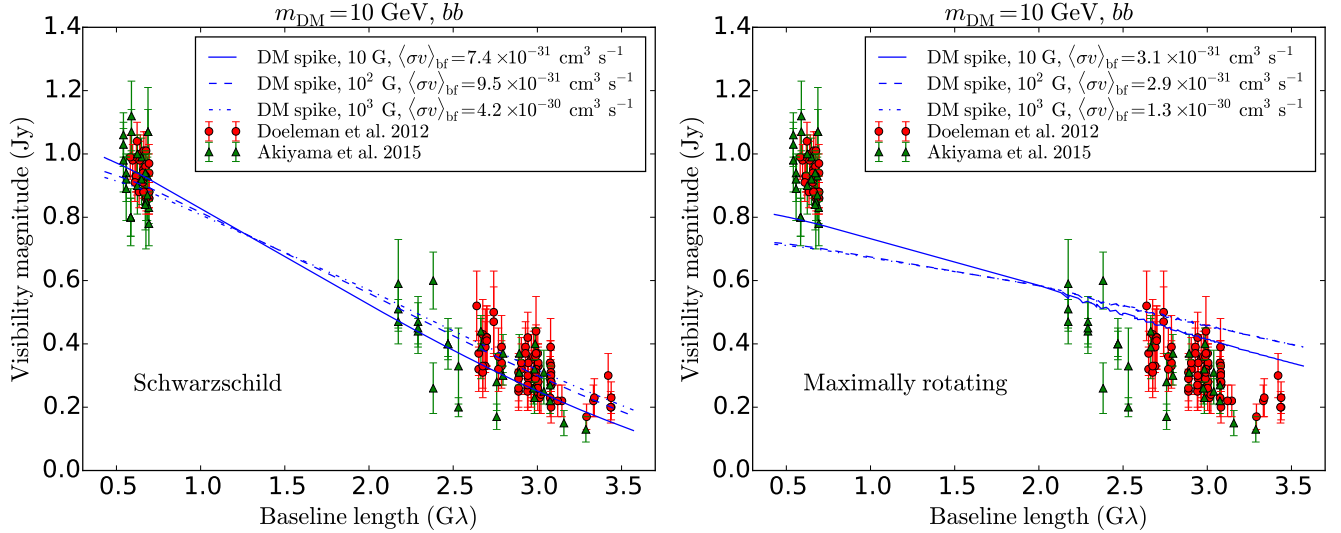 m_DM=10 GeV, bb
1.4
1.2
1.0
0.8
0.6
0.4
0.2
0.0
Visibility magnitude (Jy)
DM spike, 10 G, ⟨σv⟩_bf=7.4×10^−31 cm^3 s^−1
DM spike, 10^2 G, ⟨σv⟩_bf=9.5×10^−31 cm^3 s^−1
DM spike, 10^3 G, ⟨σv⟩_bf=4.2×10^−30 cm^3 s^−1
Doeleman et al. 2012
Akiyama et al. 2015
Schwarzschild
0.5 1.0 1.5 2.0 2.5 3.0 3.5
Baseline length (Gλ)
m_DM=10 GeV, bb
1.4
1.2
1.0
0.8
0.6
0.4
0.2
0.0
Visibility magnitude (Jy)
DM spike, 10 G, ⟨σv⟩_bf=3.1×10^−31 cm^3 s^−1
DM spike, 10^2 G, ⟨σv⟩_bf=2.9×10^−31 cm^3 s^−1
DM spike, 10^3 G, ⟨σv⟩_bf=1.3×10^−30 cm^3 s^−1
Doeleman et al. 2012
Akiyama et al. 2015
Maximally rotating
0.5 1.0 1.5 2.0 2.5 3.0 3.5
Baseline length (Gλ)